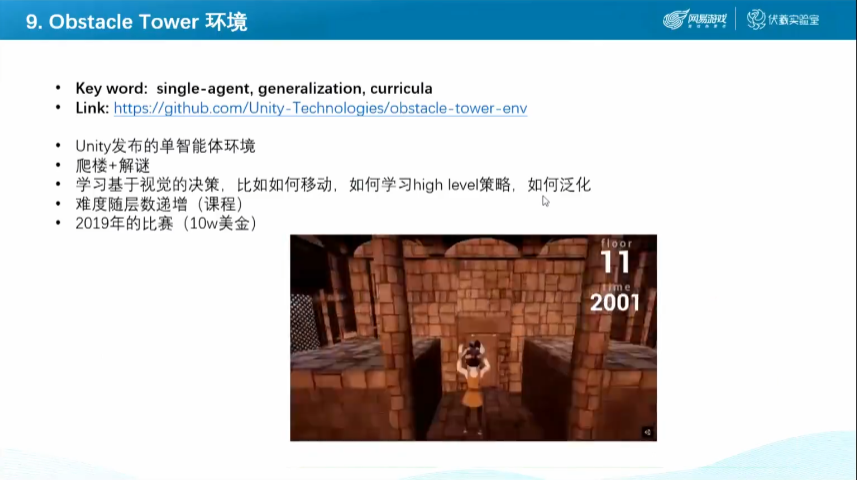 9. Obstacle Tower 环境
网易游戏
伏羲实验室
• Key word: single-agent, generalization, curricula
• Link: https://github.com/Unity-Technologies/obstacle-tower-env
• Unity发布的单智能体环境
• 爬楼+解谜
• 学习基于视觉的决策，比如如何移动，如何学习high level策略，如何泛化
• 难度随层数递增（课程）
• 2019年的比赛（10w美金）
floor
11
time
2001